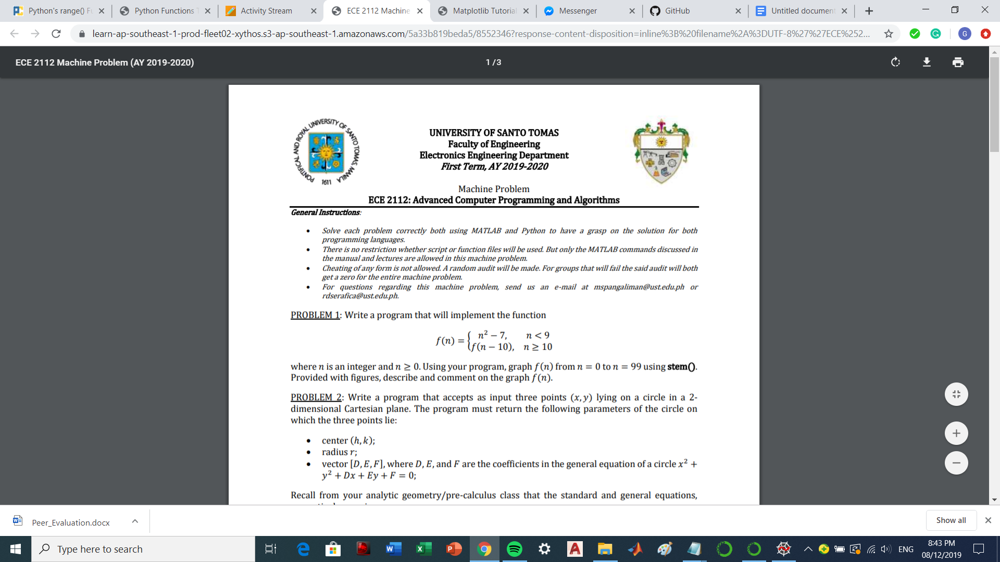 Python's range() F
Python Functions T
Activity Stream
ECE 2112 Machine
Matplotlib Tutorial
Messenger
GitHub
Untitled document
learn-ap-southeast-1-prod-fleet02-xythos.s3-ap-southeast-1.amazonaws.com/5a33b819beda5/8552346?response-content-disposition=inline%3B%20filename%2A%3DUTF-8%27%27ECE%252...
G
ECE 2112 Machine Problem (AY 2019-2020)
1 / 3
PONTIFICAL AND ROYAL UNIVERSITY OF SANTO TOMAS, MANILA
1611
UNIVERSITY OF SANTO TOMAS
Faculty of Engineering
Electronics Engineering Department
First Term, AY 2019-2020
Machine Problem
ECE 2112: Advanced Computer Programming and Algorithms
General Instructions:
• Solve each problem correctly both using MATLAB and Python to have a grasp on the solution for both
programming languages.
• There is no restriction whether script or function files will be used. But only the MATLAB commands discussed in
the manual and lectures are allowed in this machine problem.
• Cheating of any form is not allowed. A random audit will be made. For groups that will fail the said audit will both
get a zero for the entire machine problem.
• For questions regarding this machine problem, send us an e-mail at mspangaliman@ust.edu.ph or
rdserafica@ust.edu.ph.
PROBLEM 1: Write a program that will implement the function
f(n) = { n² − 7, n < 9
f(n − 10), n ≥ 10
where n is an integer and n ≥ 0. Using your program, graph f(n) from n = 0 to n = 99 using stem().
Provided with figures, describe and comment on the graph f(n).
PROBLEM 2: Write a program that accepts as input three points (x, y) lying on a circle in a 2-
dimensional Cartesian plane. The program must return the following parameters of the circle on
which the three points lie:
• center (h, k);
• radius r;
• vector [D, E, F], where D, E, and F are the coefficients in the general equation of a circle x² +
y² + Dx + Ey + F = 0;
Recall from your analytic geometry/pre-calculus class that the standard and general equations,
Peer_Evaluation.docx
Show all
Type here to search
ENG
8:43 PM
08/12/2019